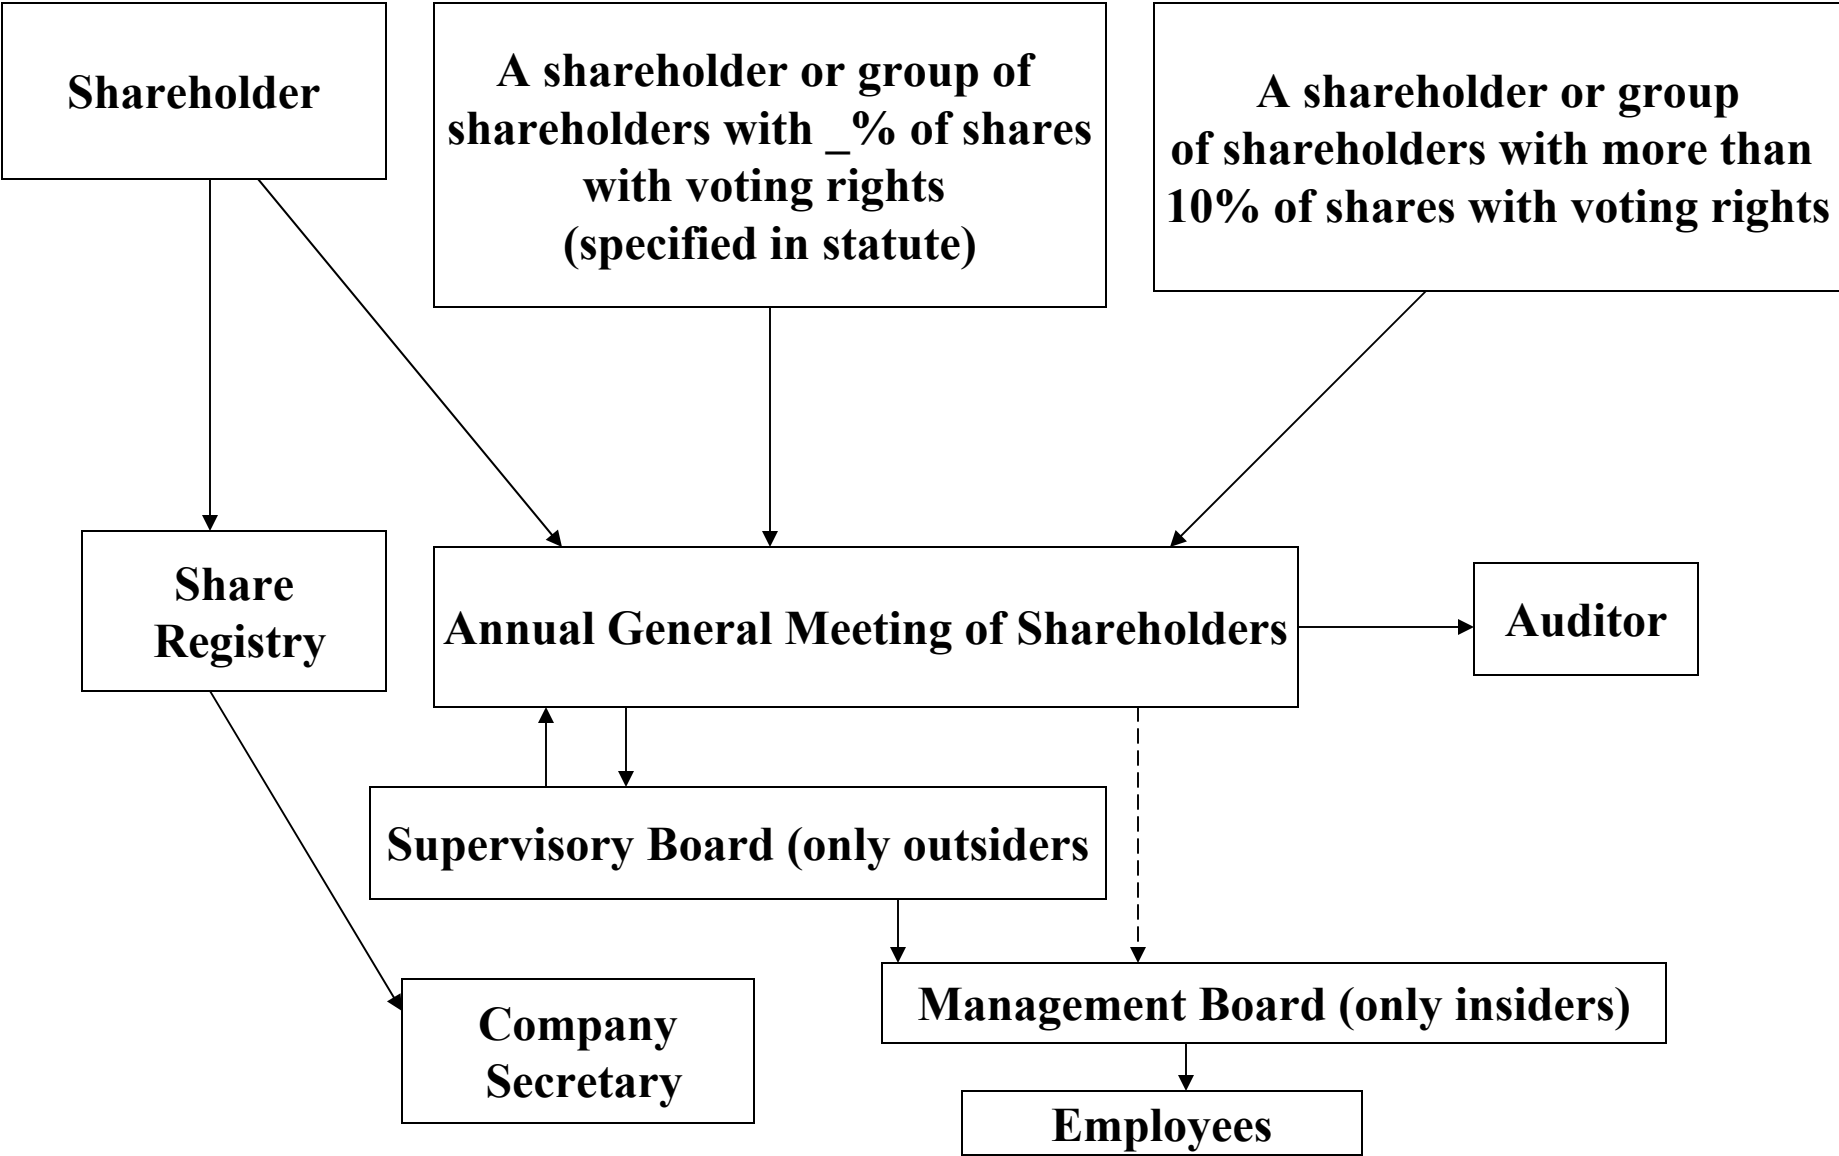 Shareholder
A shareholder or group of
shareholders with _% of shares
with voting rights
(specified in statute)
A shareholder or group
of shareholders with more than
10% of shares with voting rights
Share
Registry
Annual General Meeting of Shareholders
Auditor
Supervisory Board (only outsiders
Company
Secretary
Management Board (only insiders)
Employees